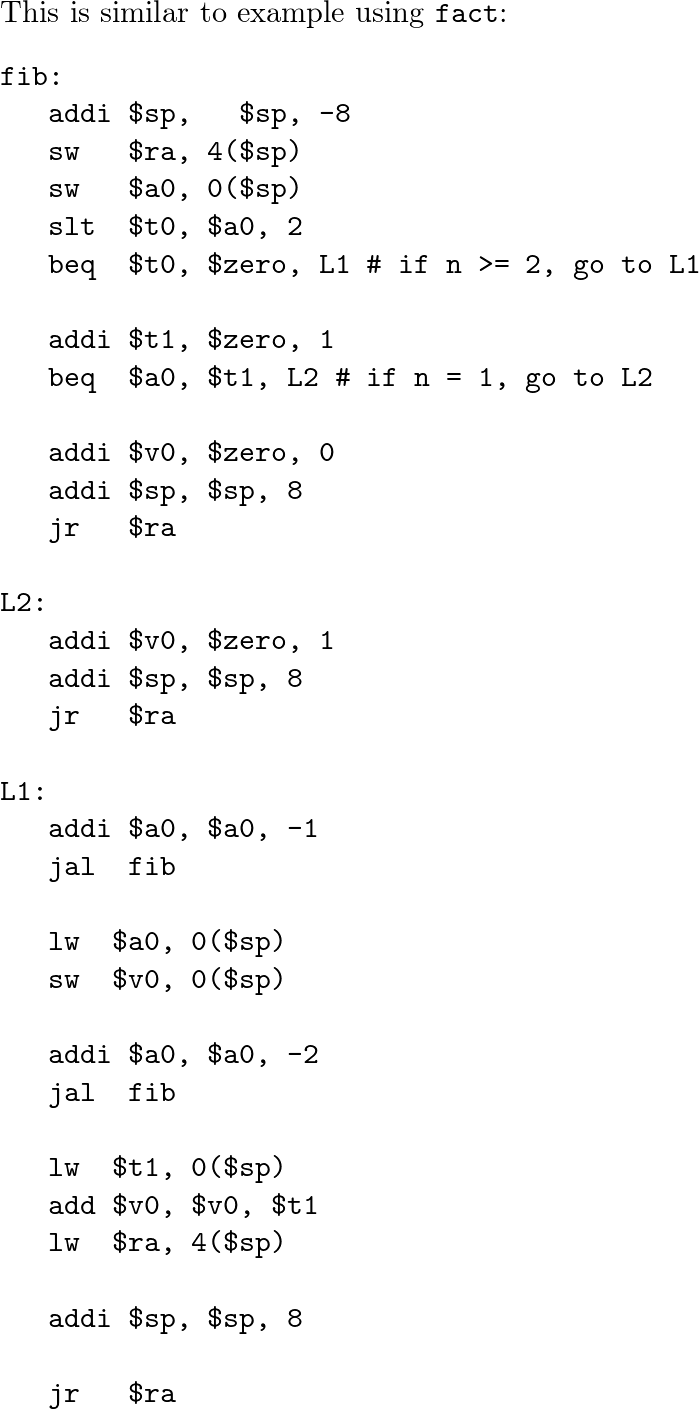 This is similar to example using fact:
fib:
addi $sp,   $sp, -8
sw   $ra, 4($sp)
sw   $a0, 0($sp)
slt  $t0, $a0, 2
beq  $t0, $zero, L1 # if n >= 2, go to L1
addi $t1, $zero, 1
beq  $a0, $t1, L2 # if n = 1, go to L2
addi $v0, $zero, 0
addi $sp, $sp, 8
jr   $ra
L2:
addi $v0, $zero, 1
addi $sp, $sp, 8
jr   $ra
L1:
addi $a0, $a0, -1
jal  fib
lw  $a0, 0($sp)
sw  $v0, 0($sp)
addi $a0, $a0, -2
jal  fib
lw  $t1, 0($sp)
add $v0, $v0, $t1
lw  $ra, 4($sp)
addi $sp, $sp, 8
jr   $ra